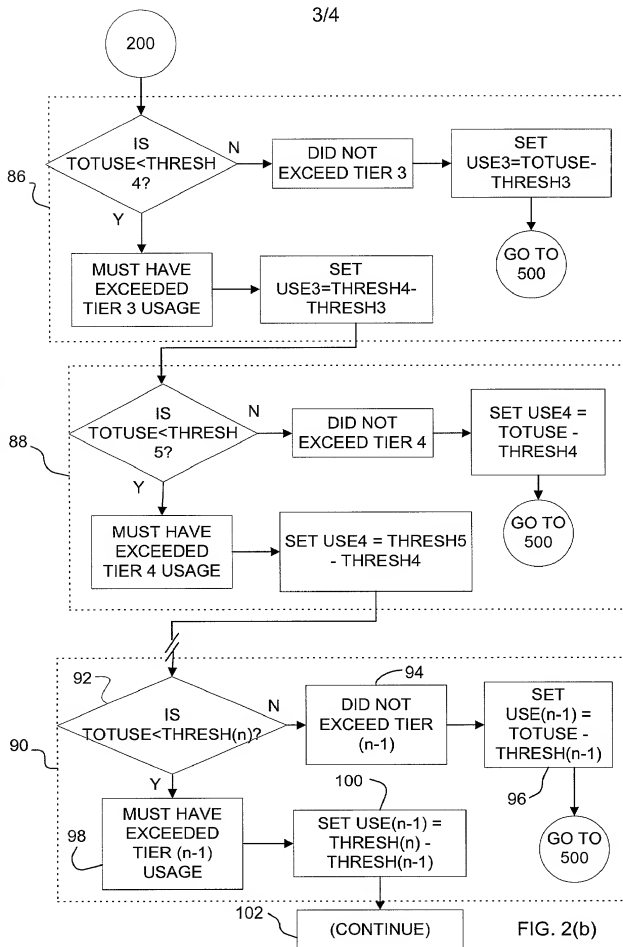 3/4
200
86
IS
TOTUSE<THRESH
4?
N
Y
DID NOT
EXCEED TIER 3
SET
USE3=TOTUSE-
THRESH3
GO TO
500
MUST HAVE
EXCEEDED
TIER 3 USAGE
SET
USE3=THRESH4-
THRESH3
88
IS
TOTUSE<THRESH
5?
N
Y
DID NOT
EXCEED TIER 4
SET USE4 =
TOTUSE -
THRESH4
GO TO
500
MUST HAVE
EXCEEDED
TIER 4 USAGE
SET USE4 = THRESH5
- THRESH4
90
92
IS
TOTUSE<THRESH(n)?
N
Y
94
DID NOT
EXCEED TIER
(n-1)
SET
USE(n-1) =
TOTUSE -
THRESH(n-1)
96
GO TO
500
98
MUST HAVE
EXCEEDED
TIER (n-1)
USAGE
100
SET USE(n-1) =
THRESH(n) -
THRESH(n-1)
102
(CONTINUE)
FIG. 2(b)